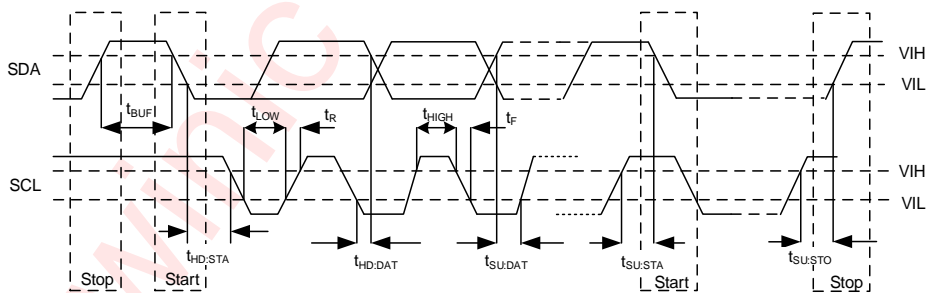 SDA
VIH
VIL
tBUF
tLOW
tR
tHIGH
tF
SCL
VIH
VIL
tHD:STA
tHD:DAT
tSU:DAT
tSU:STA
tSU:STO
Stop
Start
Start
Stop
winic